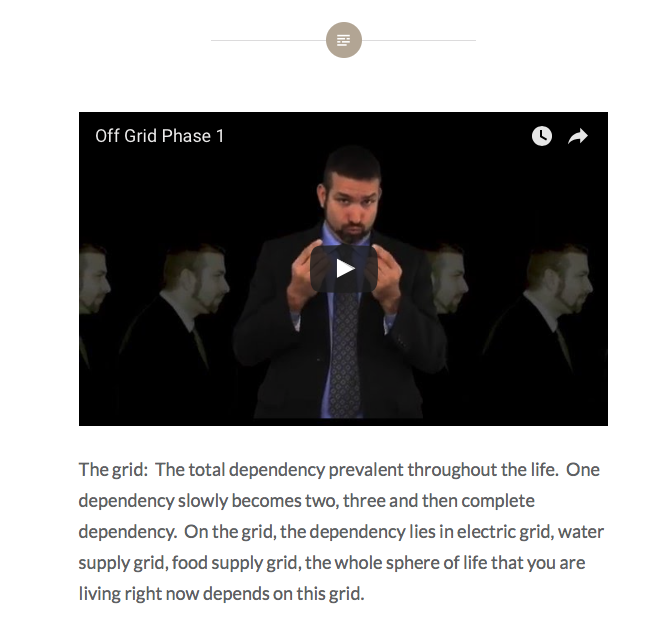 Off Grid Phase 1
The grid:  The total dependency prevalent throughout the life.  One
dependency slowly becomes two, three and then complete
dependency.  On the grid, the dependency lies in electric grid, water
supply grid, food supply grid, the whole sphere of life that you are
living right now depends on this grid.